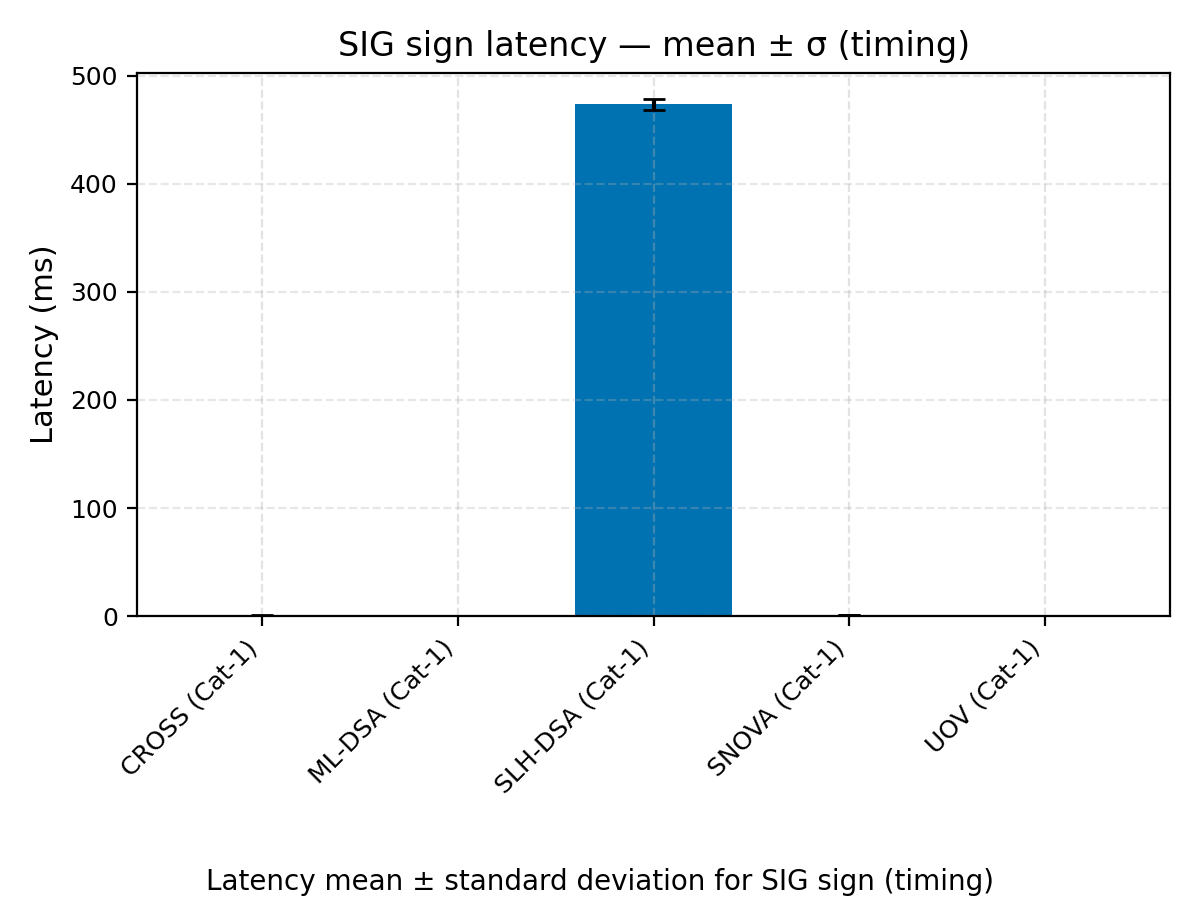 SIG sign latency — mean ± σ (timing)
Latency (ms)
500
400
300
200
100
0
CROSS (Cat-1)
ML-DSA (Cat-1)
SLH-DSA (Cat-1)
SNOVA (Cat-1)
UOV (Cat-1)
Latency mean ± standard deviation for SIG sign (timing)